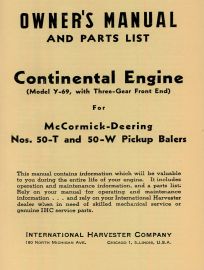 OWNER'S MANUAL
AND PARTS LIST
Continental Engine
(Model Y-69, with Three-Gear Front End)
For
McCormick-Deering
Nos. 50-T and 50-W Pickup Balers
This manual contains information which will be valuable
to you during the entire life of your engine. It includes
operation and maintenance information, and a parts list.
Rely on your manual for operating and maintenance
information . . . and rely on your International Harvester
dealer when in need of skilled mechanical service or
genuine IHC service parts.
INTERNATIONAL HARVESTER COMPANY
180 NORTH MICHIGAN AVE. CHICAGO 1, ILLINOIS, U.S.A.